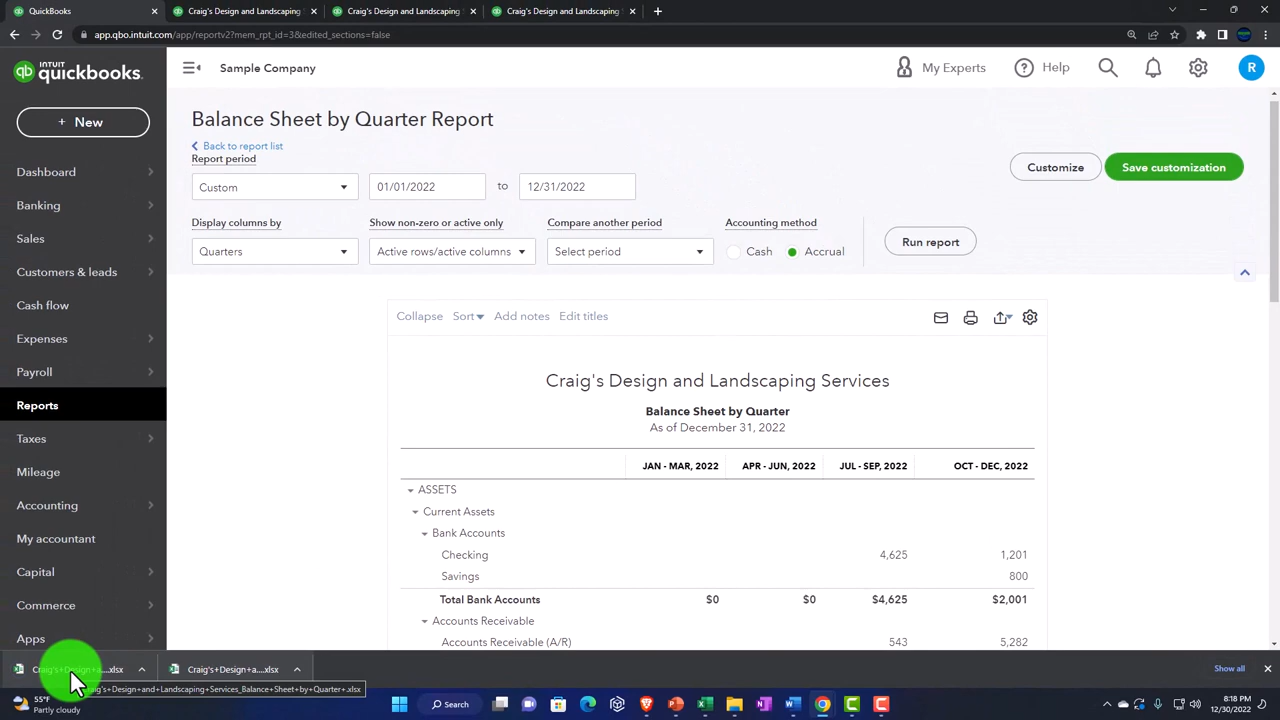 QuickBooks
Craig's Design and Landscaping
Craig's Design and Landscaping
Craig's Design and Landscaping
app.qbo.intuit.com/app/reportv2?mem_rpt_id=3&edited_sections=false
INTUIT
quickbooks.
Sample Company
My Experts
Help
R
+ New
Dashboard
Banking
Sales
Customers & leads
Cash flow
Expenses
Payroll
Reports
Taxes
Mileage
Accounting
My accountant
Capital
Commerce
Apps
Balance Sheet by Quarter Report
Back to report list
Report period
Custom
01/01/2022
to
12/31/2022
Customize
Save customization
Display columns by
Show non-zero or active only
Compare another period
Accounting method
Quarters
Active rows/active columns
Select period
Cash
Accrual
Run report
Collapse
Sort
Add notes
Edit titles
Craig's Design and Landscaping Services
Balance Sheet by Quarter
As of December 31, 2022
JAN - MAR, 2022 APR - JUN, 2022 JUL - SEP, 2022 OCT - DEC, 2022
ASSETS
Current Assets
Bank Accounts
Checking 4,625 1,201
Savings 800
Total Bank Accounts $0 $0 $4,625 $2,001
Accounts Receivable
Accounts Receivable (A/R) 543 5,282
Craig's+Design+a....xlsx
Craig's+Design+a....xlsx
Show all
raig's+Design+and+Landscaping+Services_Balance+Sheet+by+Quarter+.xlsx
55°F
Partly cloudy
Search
8:18 PM
12/30/2022